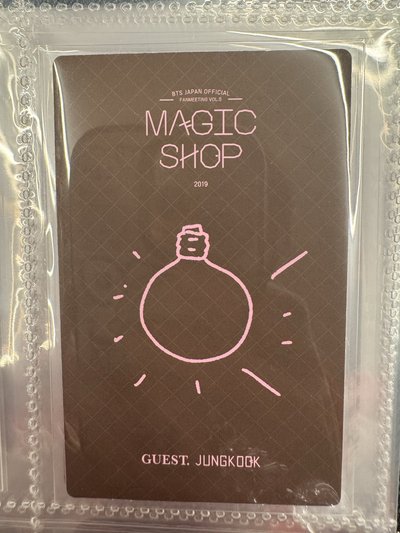 BTS JAPAN OFFICIAL
FANMEETING VOL.5
MAGIC
SHOP
2019
GUEST. JUNGKOOK